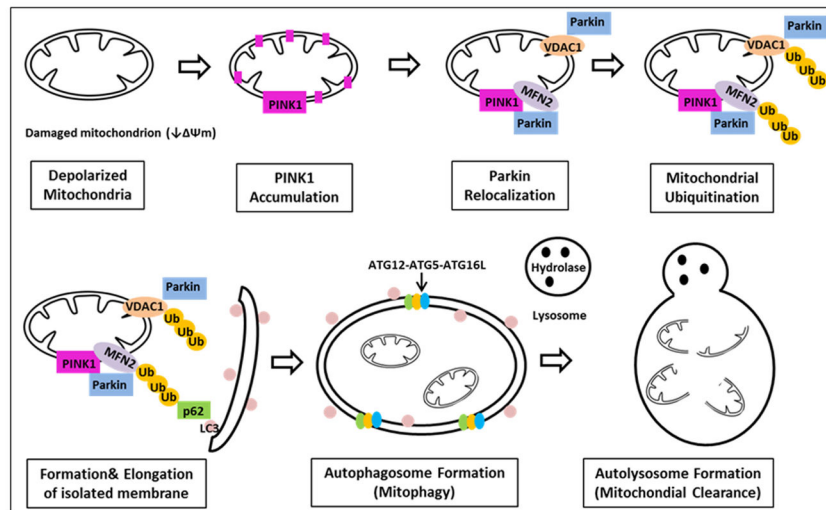 Parkin
Parkin
VDAC1
VDAC1
Ub
Ub
Ub
PINK1
PINK1
MFN2
Parkin
PINK1
MFN2
Parkin
Ub
Ub
Ub
Damaged mitochondrion (↓ΔΨm)
Depolarized
Mitochondria
PINK1
Accumulation
Parkin
Relocalization
Mitochondrial
Ubiquitination
VDAC1
Parkin
Ub
Ub
Ub
PINK1
MFN2
Parkin
Ub
Ub
Ub
p62
LC3
ATG12-ATG5-ATG16L
Hydrolase
Lysosome
Formation& Elongation
of isolated membrane
Autophagosome Formation
(Mitophagy)
Autolysosome Formation
(Mitochondial Clearance)